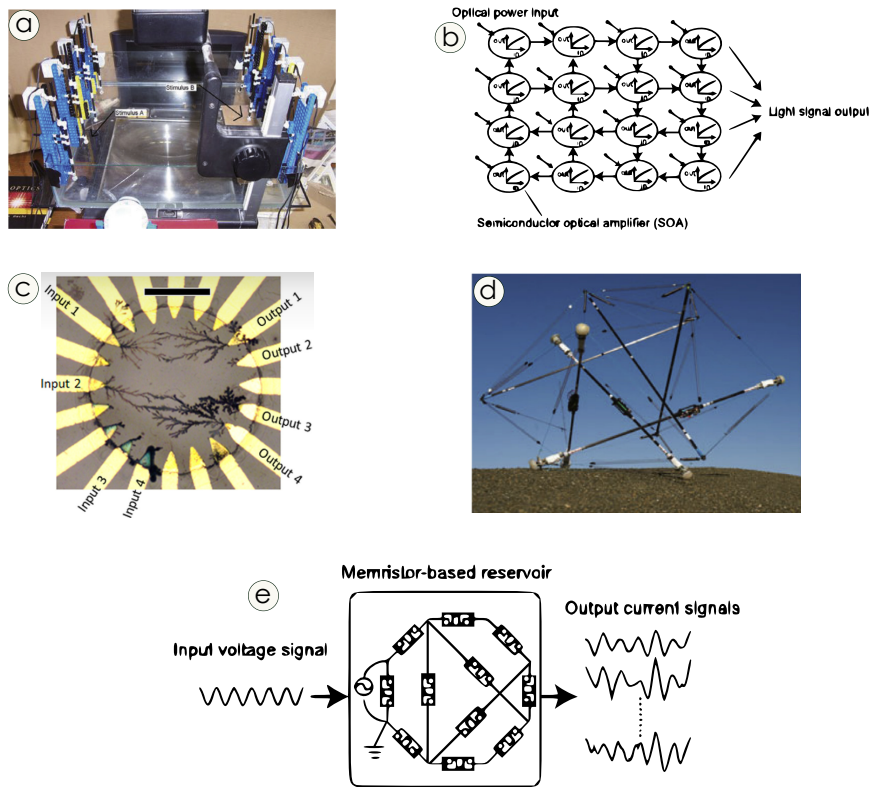 a
Stimulus A
Stimulus B
OPTICS
b
Optical power input
Light signal output
Semiconductor optical amplifier (SOA)
c
Input 1
Input 2
Input 3
Input 4
Output 1
Output 2
Output 3
Output 4
d
e
Memristor-based reservoir
Input voltage signal
Output current signals